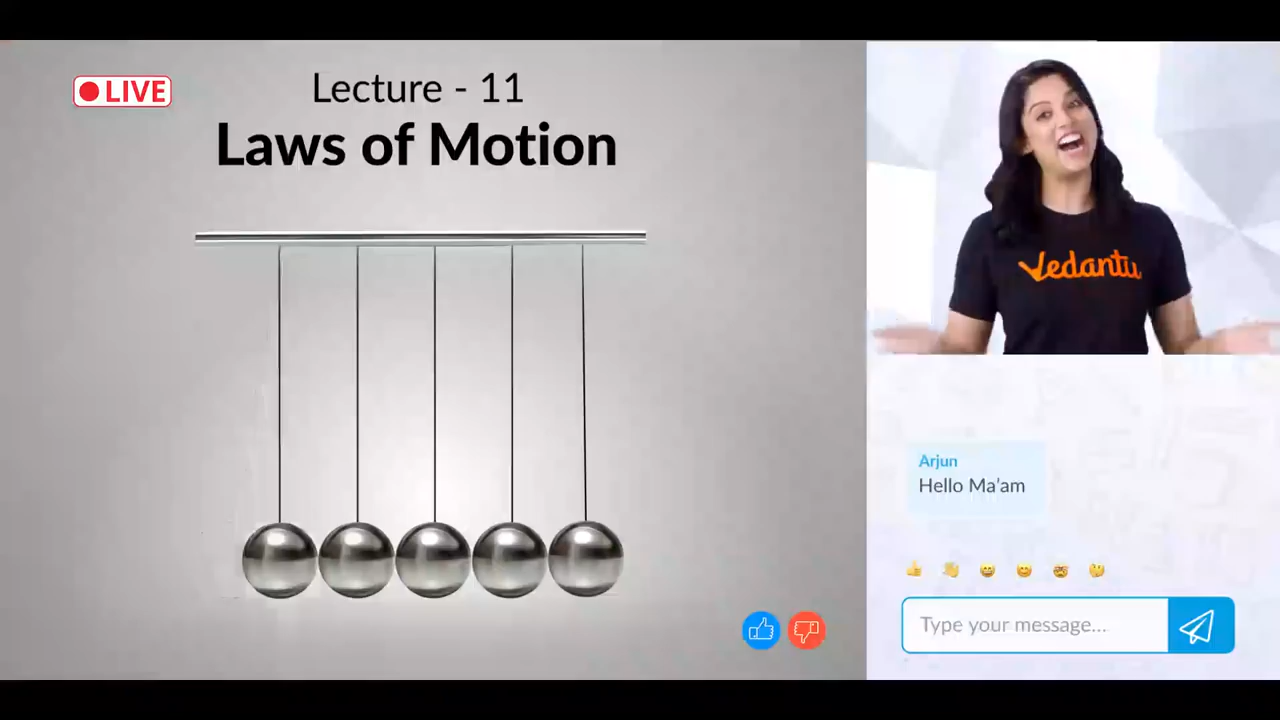 LIVE
Lecture - 11
Laws of Motion
Vedantu
Arjun
Hello Ma'am
Type your message...